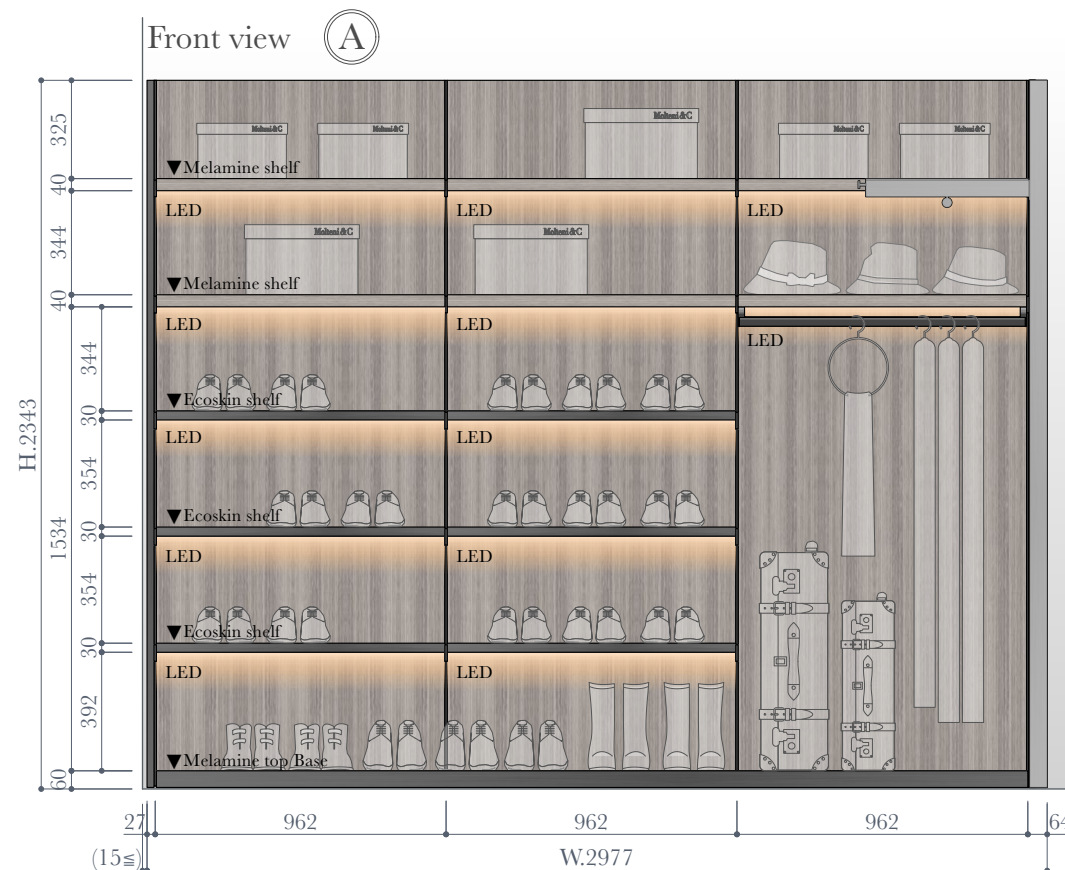 Front view A
Molteni&C
Molteni&C Molteni&C Molteni&C Molteni&C
325
▼Melamine shelf
40
LED LED LED
Molteni&C Molteni&C
344
▼Melamine shelf
40
LED LED
LED
344
▼Ecoskin shelf
30
LED LED
H.2343
354
▼Ecoskin shelf
30
1534
LED LED
354
▼Ecoskin shelf
30
LED LED
392
▼Melamine top Base
60
27 962 962 962 64
(15≦) W.2977